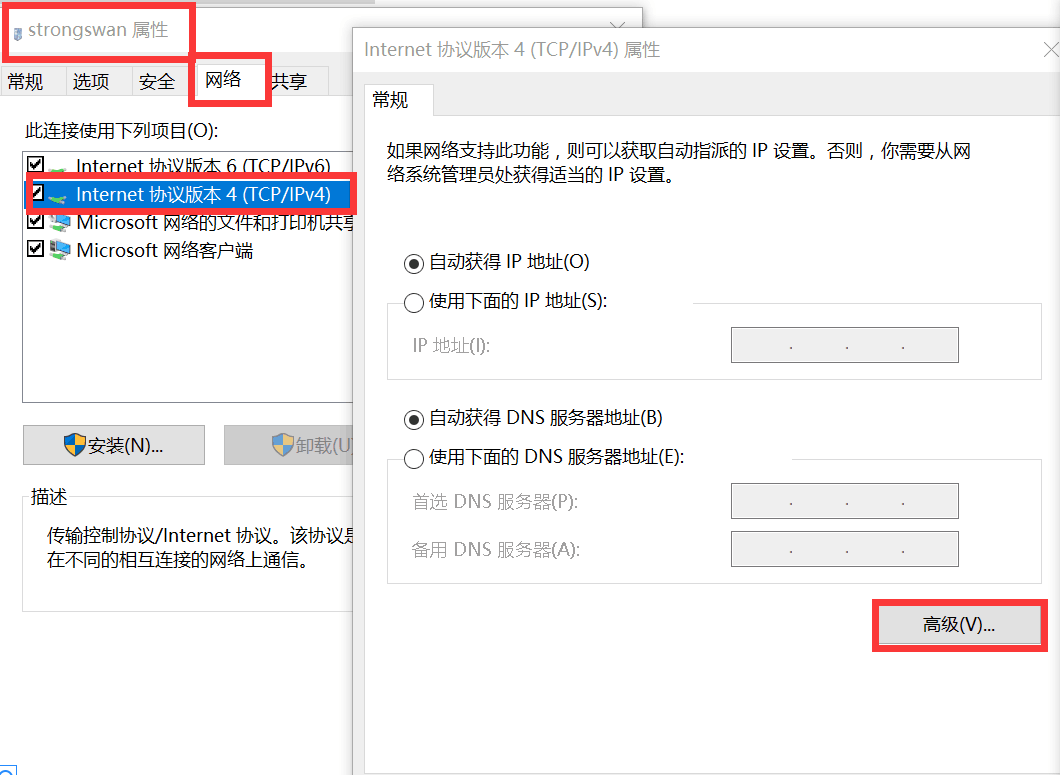 strongswan 属性
常规
选项
安全
网络
共享
此连接使用下列项目(O):
Internet 协议版本 6 (TCP/IPv6)
Internet 协议版本 4 (TCP/IPv4)
Microsoft 网络的文件和打印机共享
Microsoft 网络客户端
安装(N)...
卸载(U)
描述
传输控制协议/Internet 协议。该协议是
在不同的相互连接的网络上通信。
Internet 协议版本 4 (TCP/IPv4) 属性
常规
如果网络支持此功能，则可以获取自动指派的 IP 设置。否则，你需要从网
络系统管理员处获得适当的 IP 设置。
自动获得 IP 地址(O)
使用下面的 IP 地址(S):
IP 地址(I):
自动获得 DNS 服务器地址(B)
使用下面的 DNS 服务器地址(E):
首选 DNS 服务器(P):
备用 DNS 服务器(A):
高级(V)...